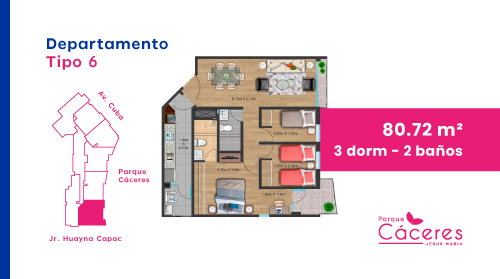 Departamento
Tipo 6
Av. Cuba
Parque
Cáceres
Jr. Huayna Capac
80.72 m²
3 dorm - 2 baños
Parque
Cáceres
JESÚS MARÍA